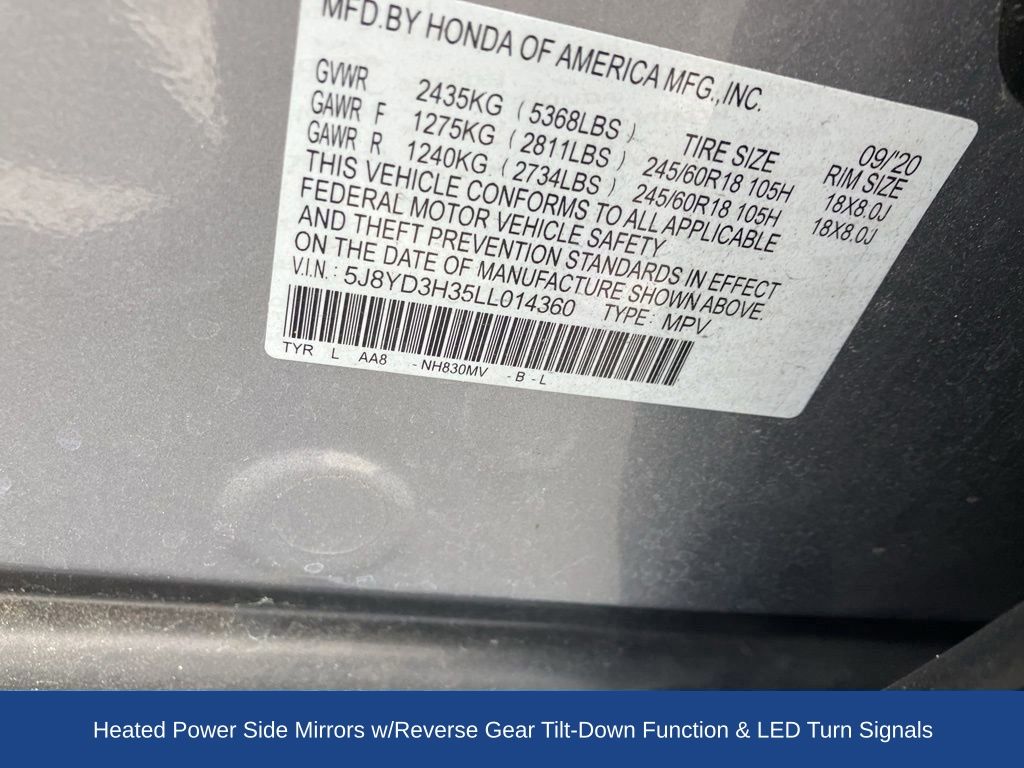 MFD.BY HONDA OF AMERICA MFG.,INC.
09/'20
GVWR 2435KG ( 5368LBS ) TIRE SIZE RIM SIZE
GAWR F 1275KG ( 2811LBS ) 245/60R18 105H 18X8.0J
GAWR R 1240KG ( 2734LBS ) 245/60R18 105H 18X8.0J
THIS VEHICLE CONFORMS TO ALL APPLICABLE
FEDERAL MOTOR VEHICLE SAFETY
AND THEFT PREVENTION STANDARDS IN EFFECT
ON THE DATE OF MANUFACTURE SHOWN ABOVE.
V.I.N.: 5J8YD3H35LL014360 TYPE: MPV
TYR L AA8 -NH830MV -B -L
Heated Power Side Mirrors w/Reverse Gear Tilt-Down Function & LED Turn Signals